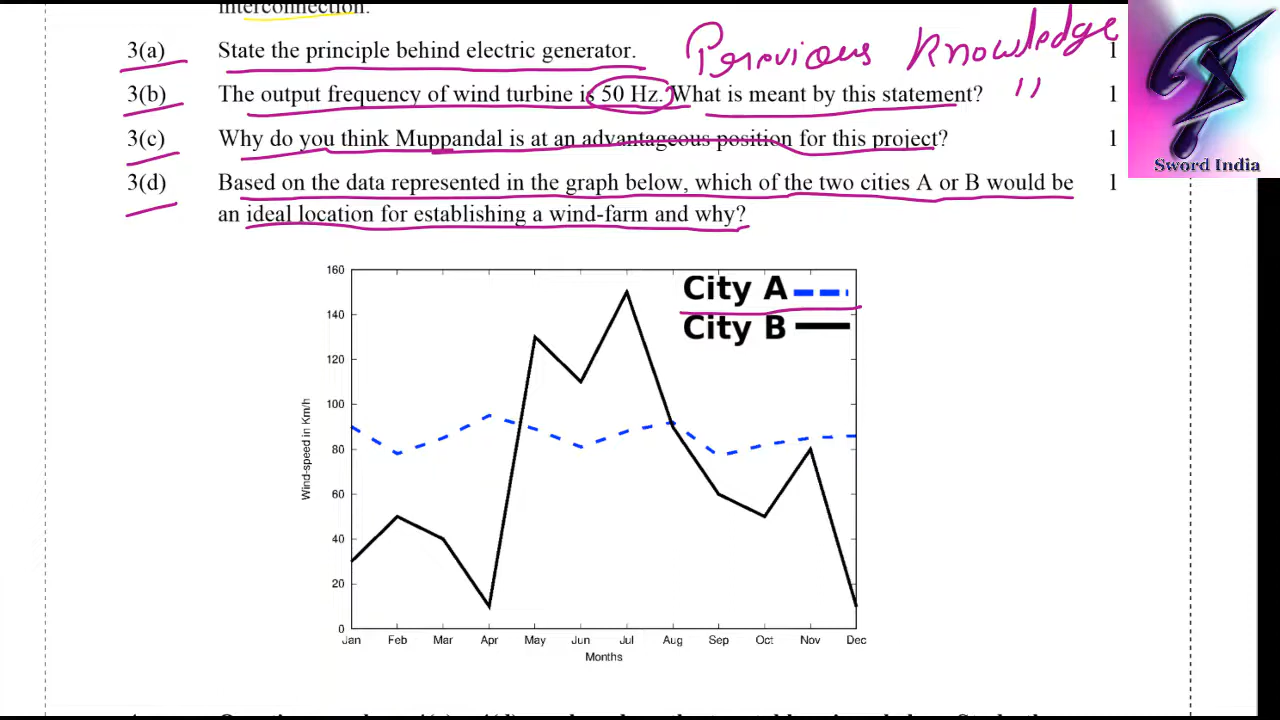 interconnection.
3(a) State the principle behind electric generator. 1
Perevious Knowledge
3(b) The output frequency of wind turbine is 50 Hz. What is meant by this statement? 1
3(c) Why do you think Muppandal is at an advantageous position for this project? 1
Sword India
3(d) Based on the data represented in the graph below, which of the two cities A or B would be 1
an ideal location for establishing a wind-farm and why?
City A
City B
160
140
120
100
80
60
40
20
0
Wind-speed in Km/h
Jan Feb Mar Apr May Jun Jul Aug Sep Oct Nov Dec
Months